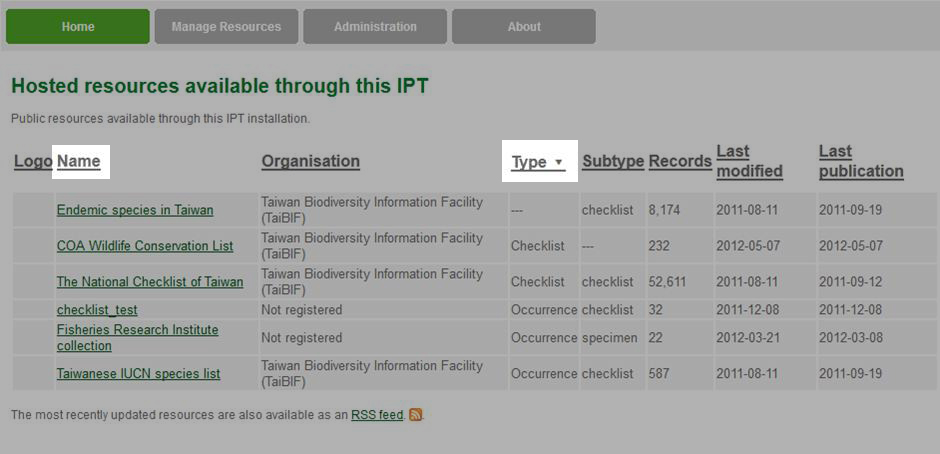 Home Manage Resources Administration About
Hosted resources available through this IPT
Public resources available through this IPT installation.
Logo Name Organisation Type ▼ Subtype Records Last modified Last publication
Endemic species in Taiwan Taiwan Biodiversity Information Facility (TaiBIF) --- checklist 8,174 2011-08-11 2011-09-19
COA Wildlife Conservation List Taiwan Biodiversity Information Facility (TaiBIF) Checklist --- 232 2012-05-07 2012-05-07
The National Checklist of Taiwan Taiwan Biodiversity Information Facility (TaiBIF) Checklist checklist 52,611 2011-08-11 2011-09-12
checklist_test Not registered Occurrence checklist 32 2011-12-08 2011-12-08
Fisheries Research Institute collection Not registered Occurrence specimen 22 2012-03-21 2012-03-08
Taiwanese IUCN species list Taiwan Biodiversity Information Facility (TaiBIF) Occurrence checklist 587 2011-08-11 2011-09-19
The most recently updated resources are also available as an RSS feed.